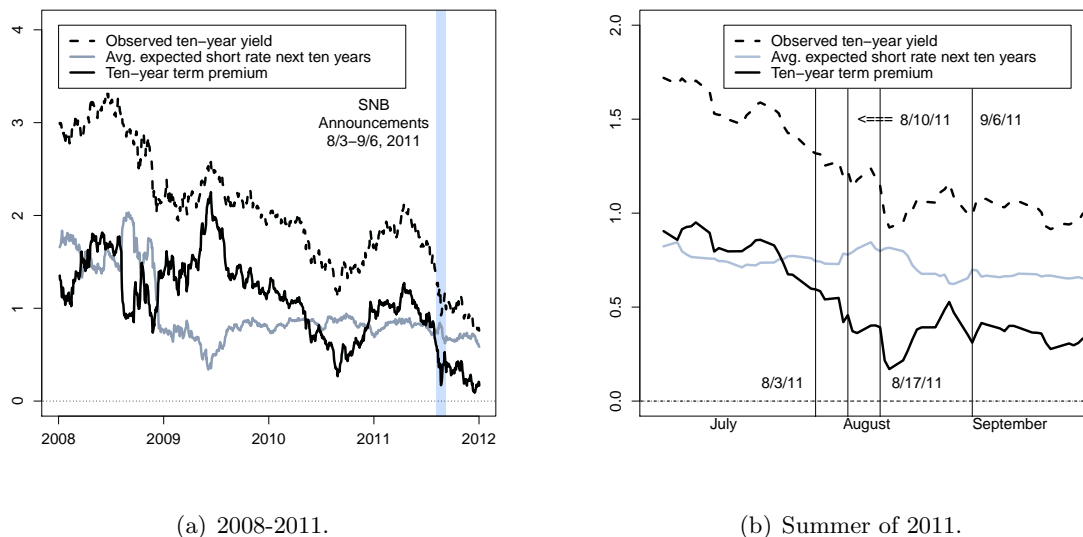 0
1
2
3
4
2008
2009
2010
2011
2012
Observed ten−year yield
Avg. expected short rate next ten years
Ten−year term premium
SNB
Announcements
8/3−9/6, 2011
(a) 2008-2011.
0.0
0.5
1.0
1.5
2.0
July
August
September
Observed ten−year yield
Avg. expected short rate next ten years
Ten−year term premium
<=== 8/10/11
9/6/11
8/3/11
8/17/11
(b) Summer of 2011.